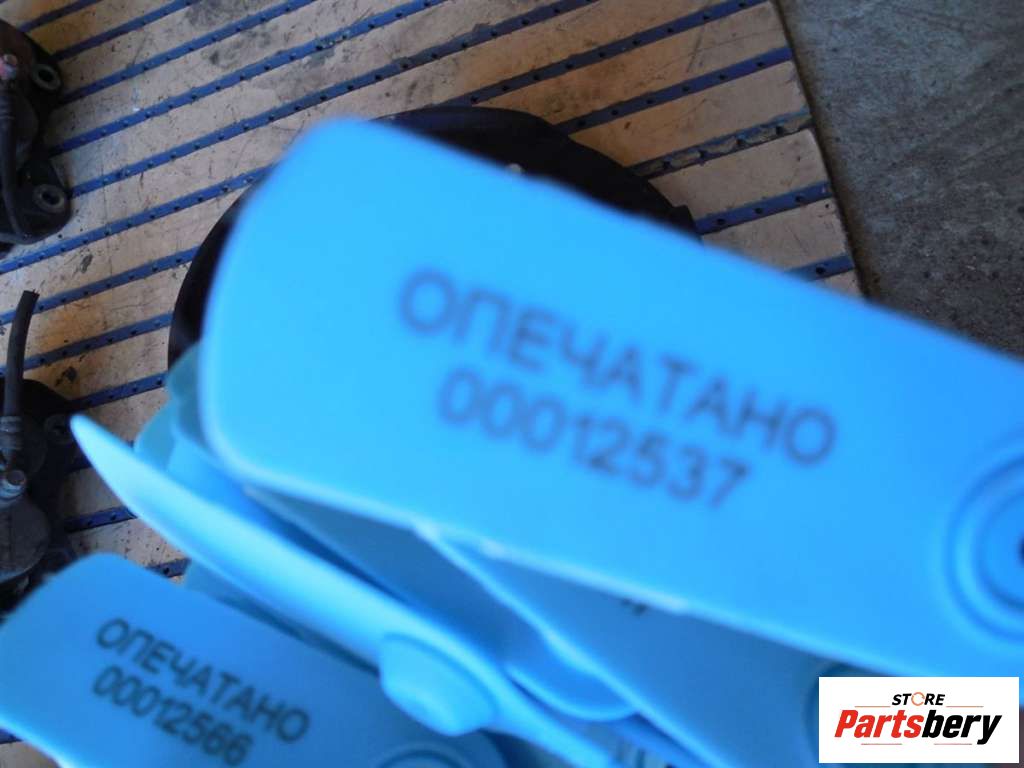 ОПЕЧАТАНО
00012537
ОПЕЧАТАНО
00012566
STORE
Partsbery